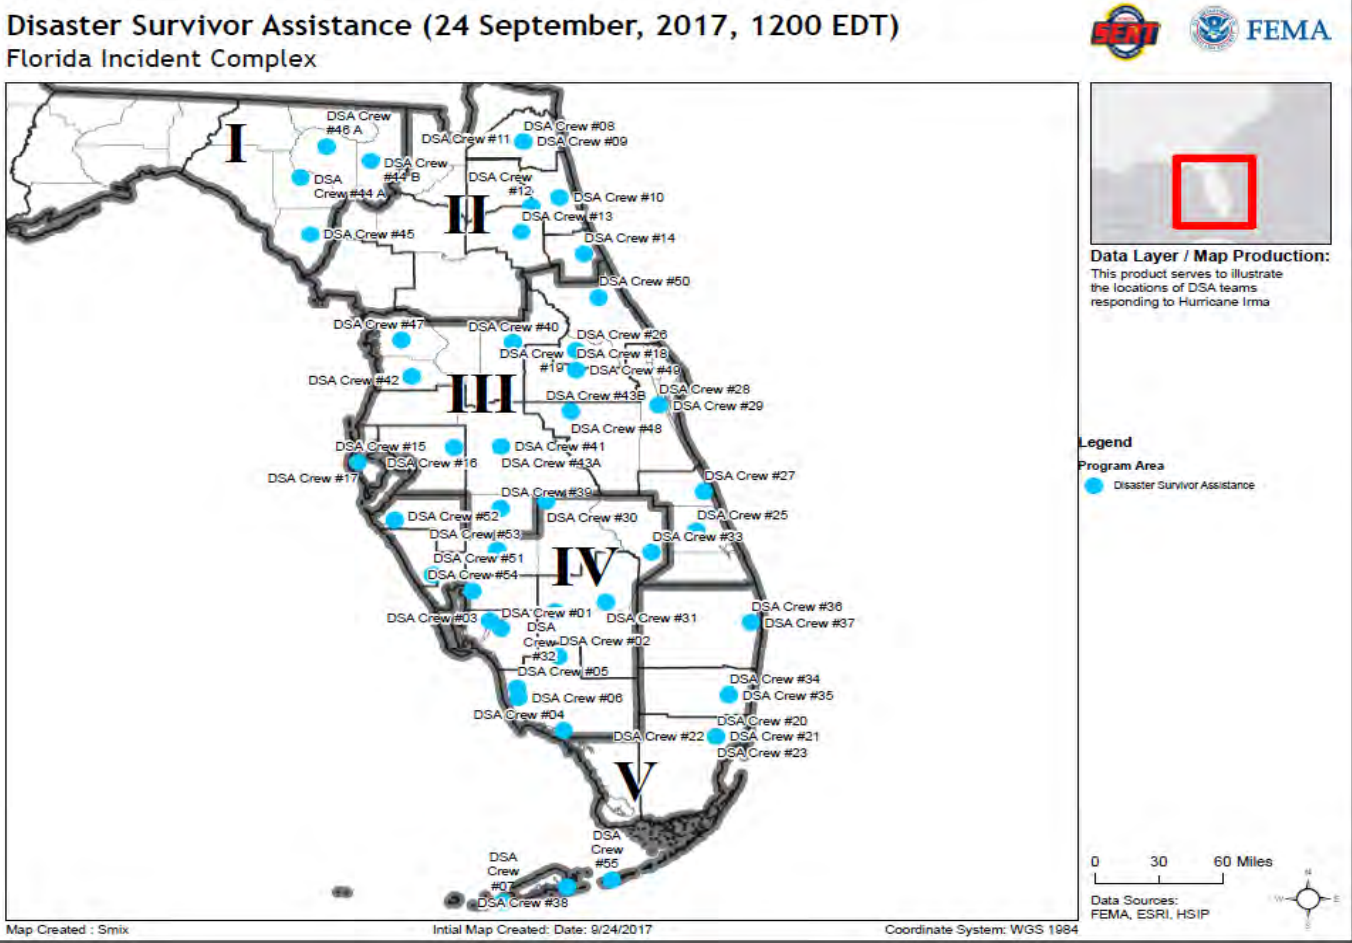 Disaster Survivor Assistance (24 September, 2017, 1200 EDT)
Florida Incident Complex
SERT
FEMA
I
DSA Crew
#46 A
DSA Crew
#44 B
DSA
Crew #44 A
DSA Crew #45
DSA Crew #11
DSA Crew #08
DSA Crew #09
DSA Crew
#12
DSA Crew #10
II
DSA Crew #13
DSA Crew #14
DSA Crew #50
DSA Crew #47
DSA Crew #40
DSA Crew #26
DSA Crew
#19
DSA Crew #18
DSA Crew #49
DSA Crew #42
III
DSA Crew #43B
DSA Crew #28
DSA Crew #29
DSA Crew #48
DSA Crew #15
DSA Crew #16
DSA Crew #17
DSA Crew #41
DSA Crew #43A
DSA Crew #27
DSA Crew #39
DSA Crew #30
DSA Crew #25
DSA Crew #52
DSA Crew #53
DSA Crew #33
DSA Crew #51
IV
DSA Crew #54
DSA Crew #03
DSA Crew #01
DSA Crew #31
DSA Crew #36
DSA Crew #37
DSA
Crew
#32
DSA Crew #02
DSA Crew #05
DSA Crew #06
DSA Crew #34
DSA Crew #35
DSA Crew #04
DSA Crew #20
DSA Crew #22
DSA Crew #21
DSA Crew #23
V
DSA
Crew
#55
DSA
Crew
#07
DSA Crew #38
Data Layer / Map Production:
This product serves to illustrate
the locations of DSA teams
responding to Hurricane Irma
Legend
Program Area
Disaster Survivor Assistance
0 30 60 Miles
Data Sources:
FEMA, ESRI, HSIP
N
W
E
S
Map Created : Smix
Intial Map Created: Date: 9/24/2017
Coordinate System: WGS 1984